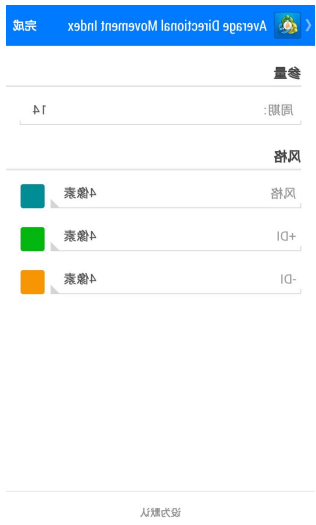 Average Directional Movement Index 完成
参量
周期: 14
风格
风格 4像素
+DI 4像素
-DI 4像素
设为默认